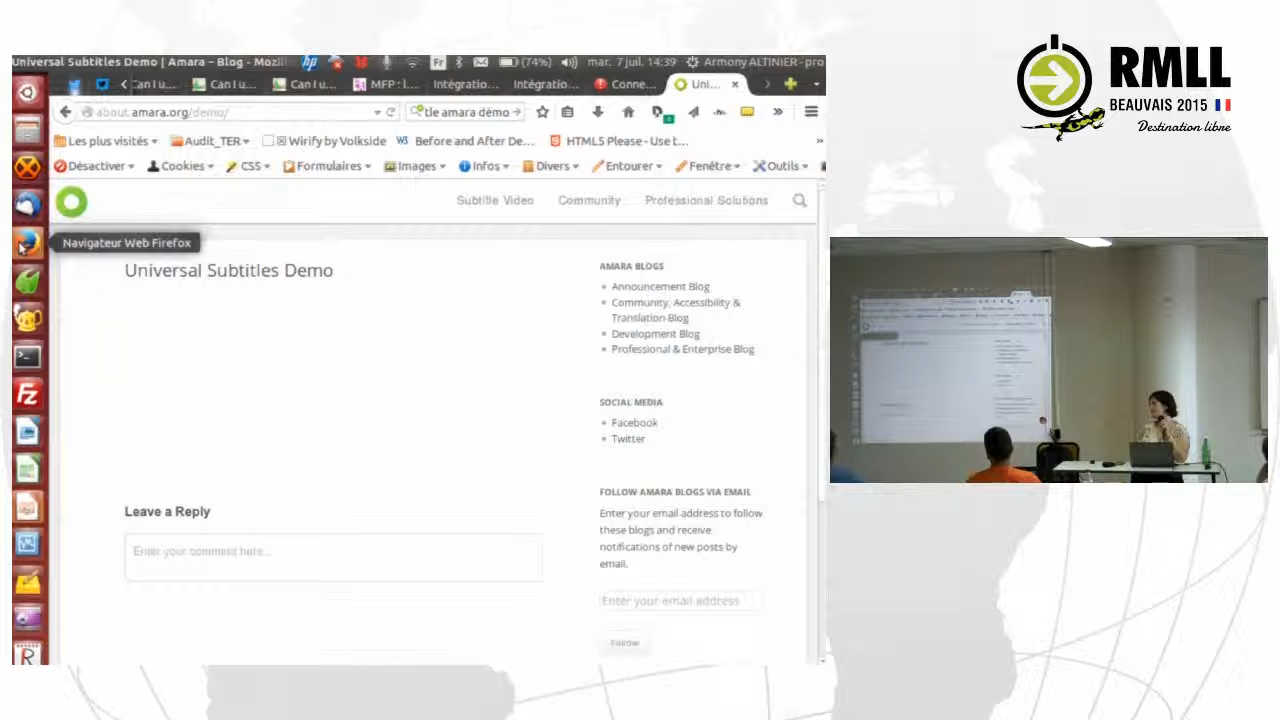 Universal Subtitles Demo | Amara – Blog - Mozil
Fr
(74%)
mar. 7 juil. 14:39
Armony ALTINIER - pro
Can I u...
Can I u...
MFP : l...
Intégratio...
Intégratio...
Conne...
Uni...
about.amara.org/demo/
tle amara démo
Les plus visités
Audit_TER
Wirify by Volkside
Before and After De...
HTML5 Please - Use t...
Désactiver
Cookies
CSS
Formulaires
Images
Infos
Divers
Entourer
Fenêtre
Outils
Subtitle Video
Community
Professional Solutions
Navigateur Web Firefox
Universal Subtitles Demo
AMARA BLOGS
Announcement Blog
Community, Accessibility &
Translation Blog
Development Blog
Professional & Enterprise Blog
SOCIAL MEDIA
Facebook
Twitter
FOLLOW AMARA BLOGS VIA EMAIL
Enter your email address to follow
these blogs and receive
notifications of new posts by
email.
Enter your email address
Follow
Leave a Reply
Enter your comment here...
RMLL
BEAUVAIS 2015
Destination libre